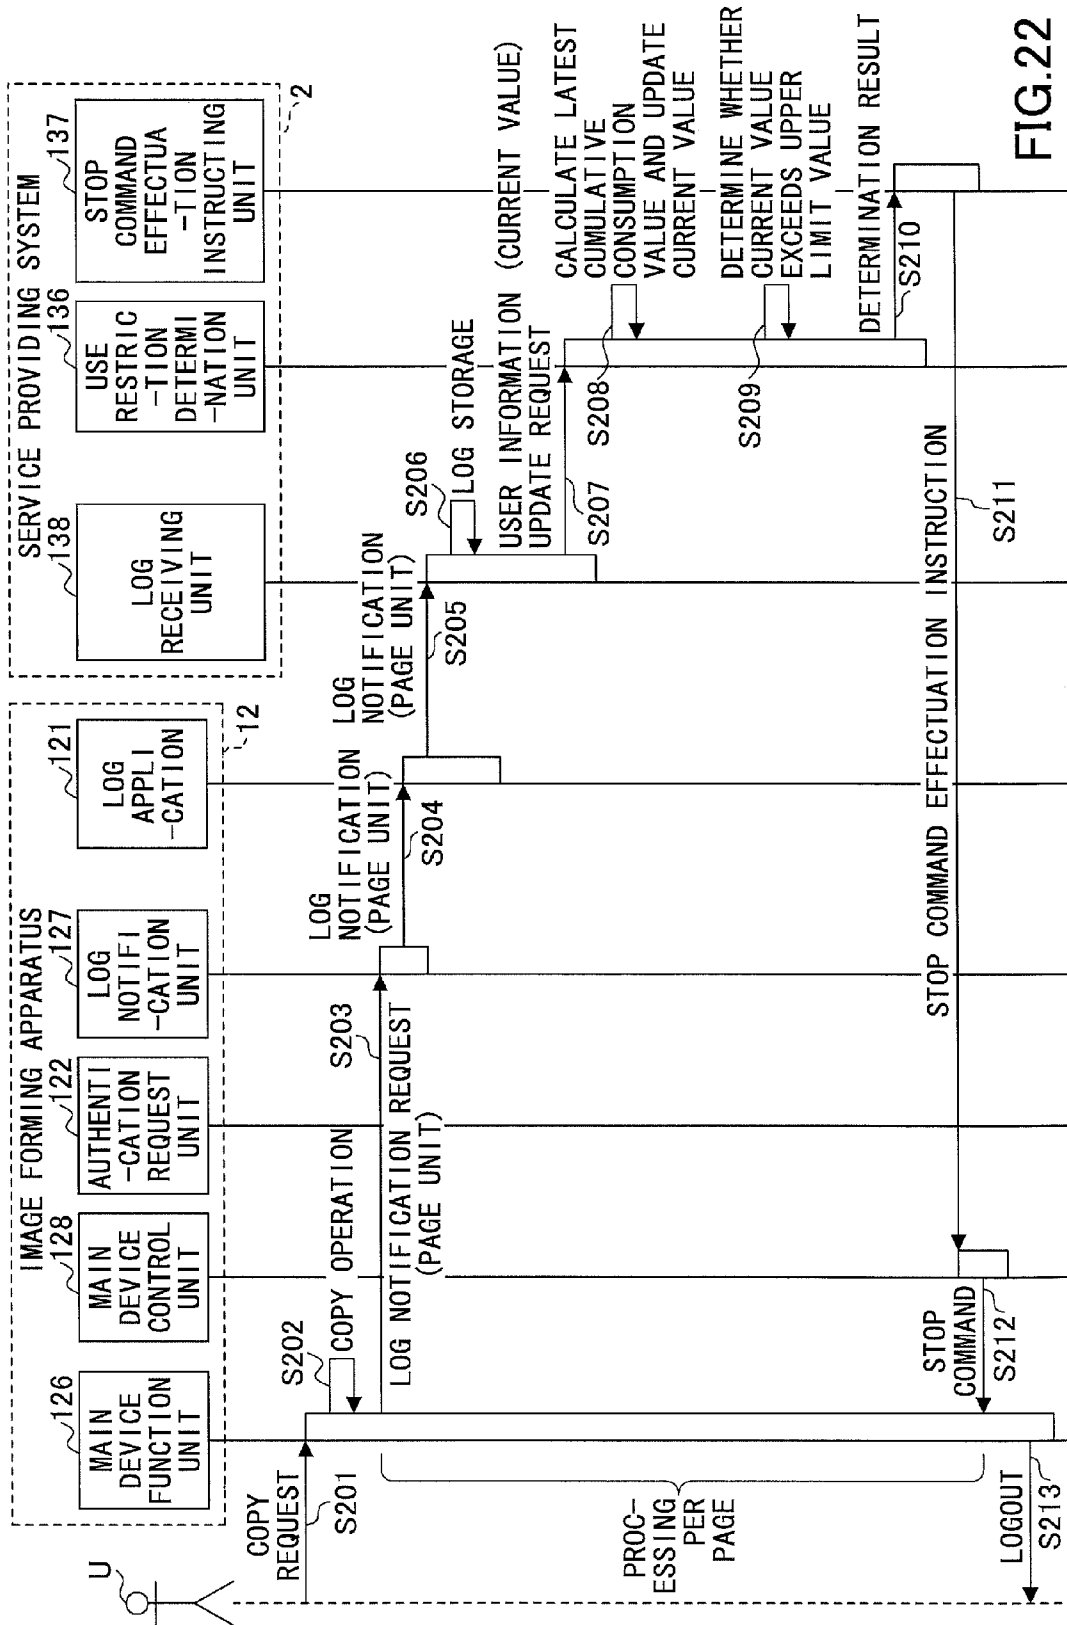 FIG.22
U
IMAGE FORMING APPARATUS
12
126
MAIN
DEVICE
FUNCTION
UNIT
128
MAIN
DEVICE
CONTROL
UNIT
122
AUTHENTI
-CATION
REQUEST
UNIT
127
LOG
NOTIFI
-CATION
UNIT
121
LOG
APPLI
-CATION
SERVICE PROVIDING SYSTEM
2
138
LOG
RECEIVING
UNIT
136
USE
RESTRIC
-TION
DETERMI
-NATION
UNIT
137
STOP
COMMAND
EFFECTUA
-TION
INSTRUCTING
UNIT
COPY
REQUEST
S201
S202
COPY OPERATION
S203
LOG NOTIFICATION REQUEST
(PAGE UNIT)
LOG
NOTIFICATION
(PAGE UNIT)
S204
LOG
NOTIFICATION
(PAGE UNIT)
S205
S206
LOG STORAGE
USER INFORMATION (CURRENT VALUE)
UPDATE REQUEST
S207
S208
CALCULATE LATEST
CUMULATIVE
CONSUMPTION
VALUE AND UPDATE
CURRENT VALUE
S209
DETERMINE WHETHER
CURRENT VALUE
EXCEEDS UPPER
LIMIT VALUE
DETERMINATION RESULT
S210
STOP COMMAND EFFECTUATION INSTRUCTION
S211
STOP
COMMAND
S212
PROC-
ESSING
PER
PAGE
LOGOUT
S213